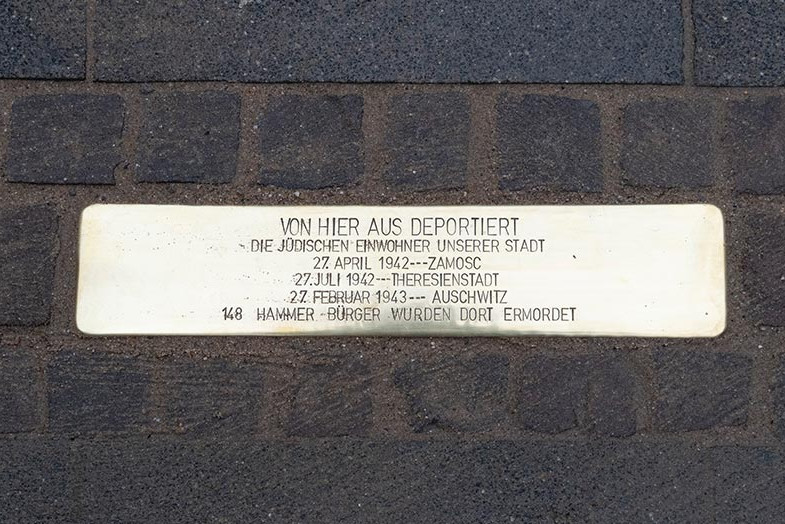 VON HIER AUS DEPORTIERT
DIE JÜDISCHEN EINWOHNER UNSERER STADT
27. APRIL 1942---ZAMOSC
27. JULI 1942---THERESIENSTADT
27. FEBRUAR 1943--- AUSCHWITZ
148 HAMMER BÜRGER WURDEN DORT ERMORDET